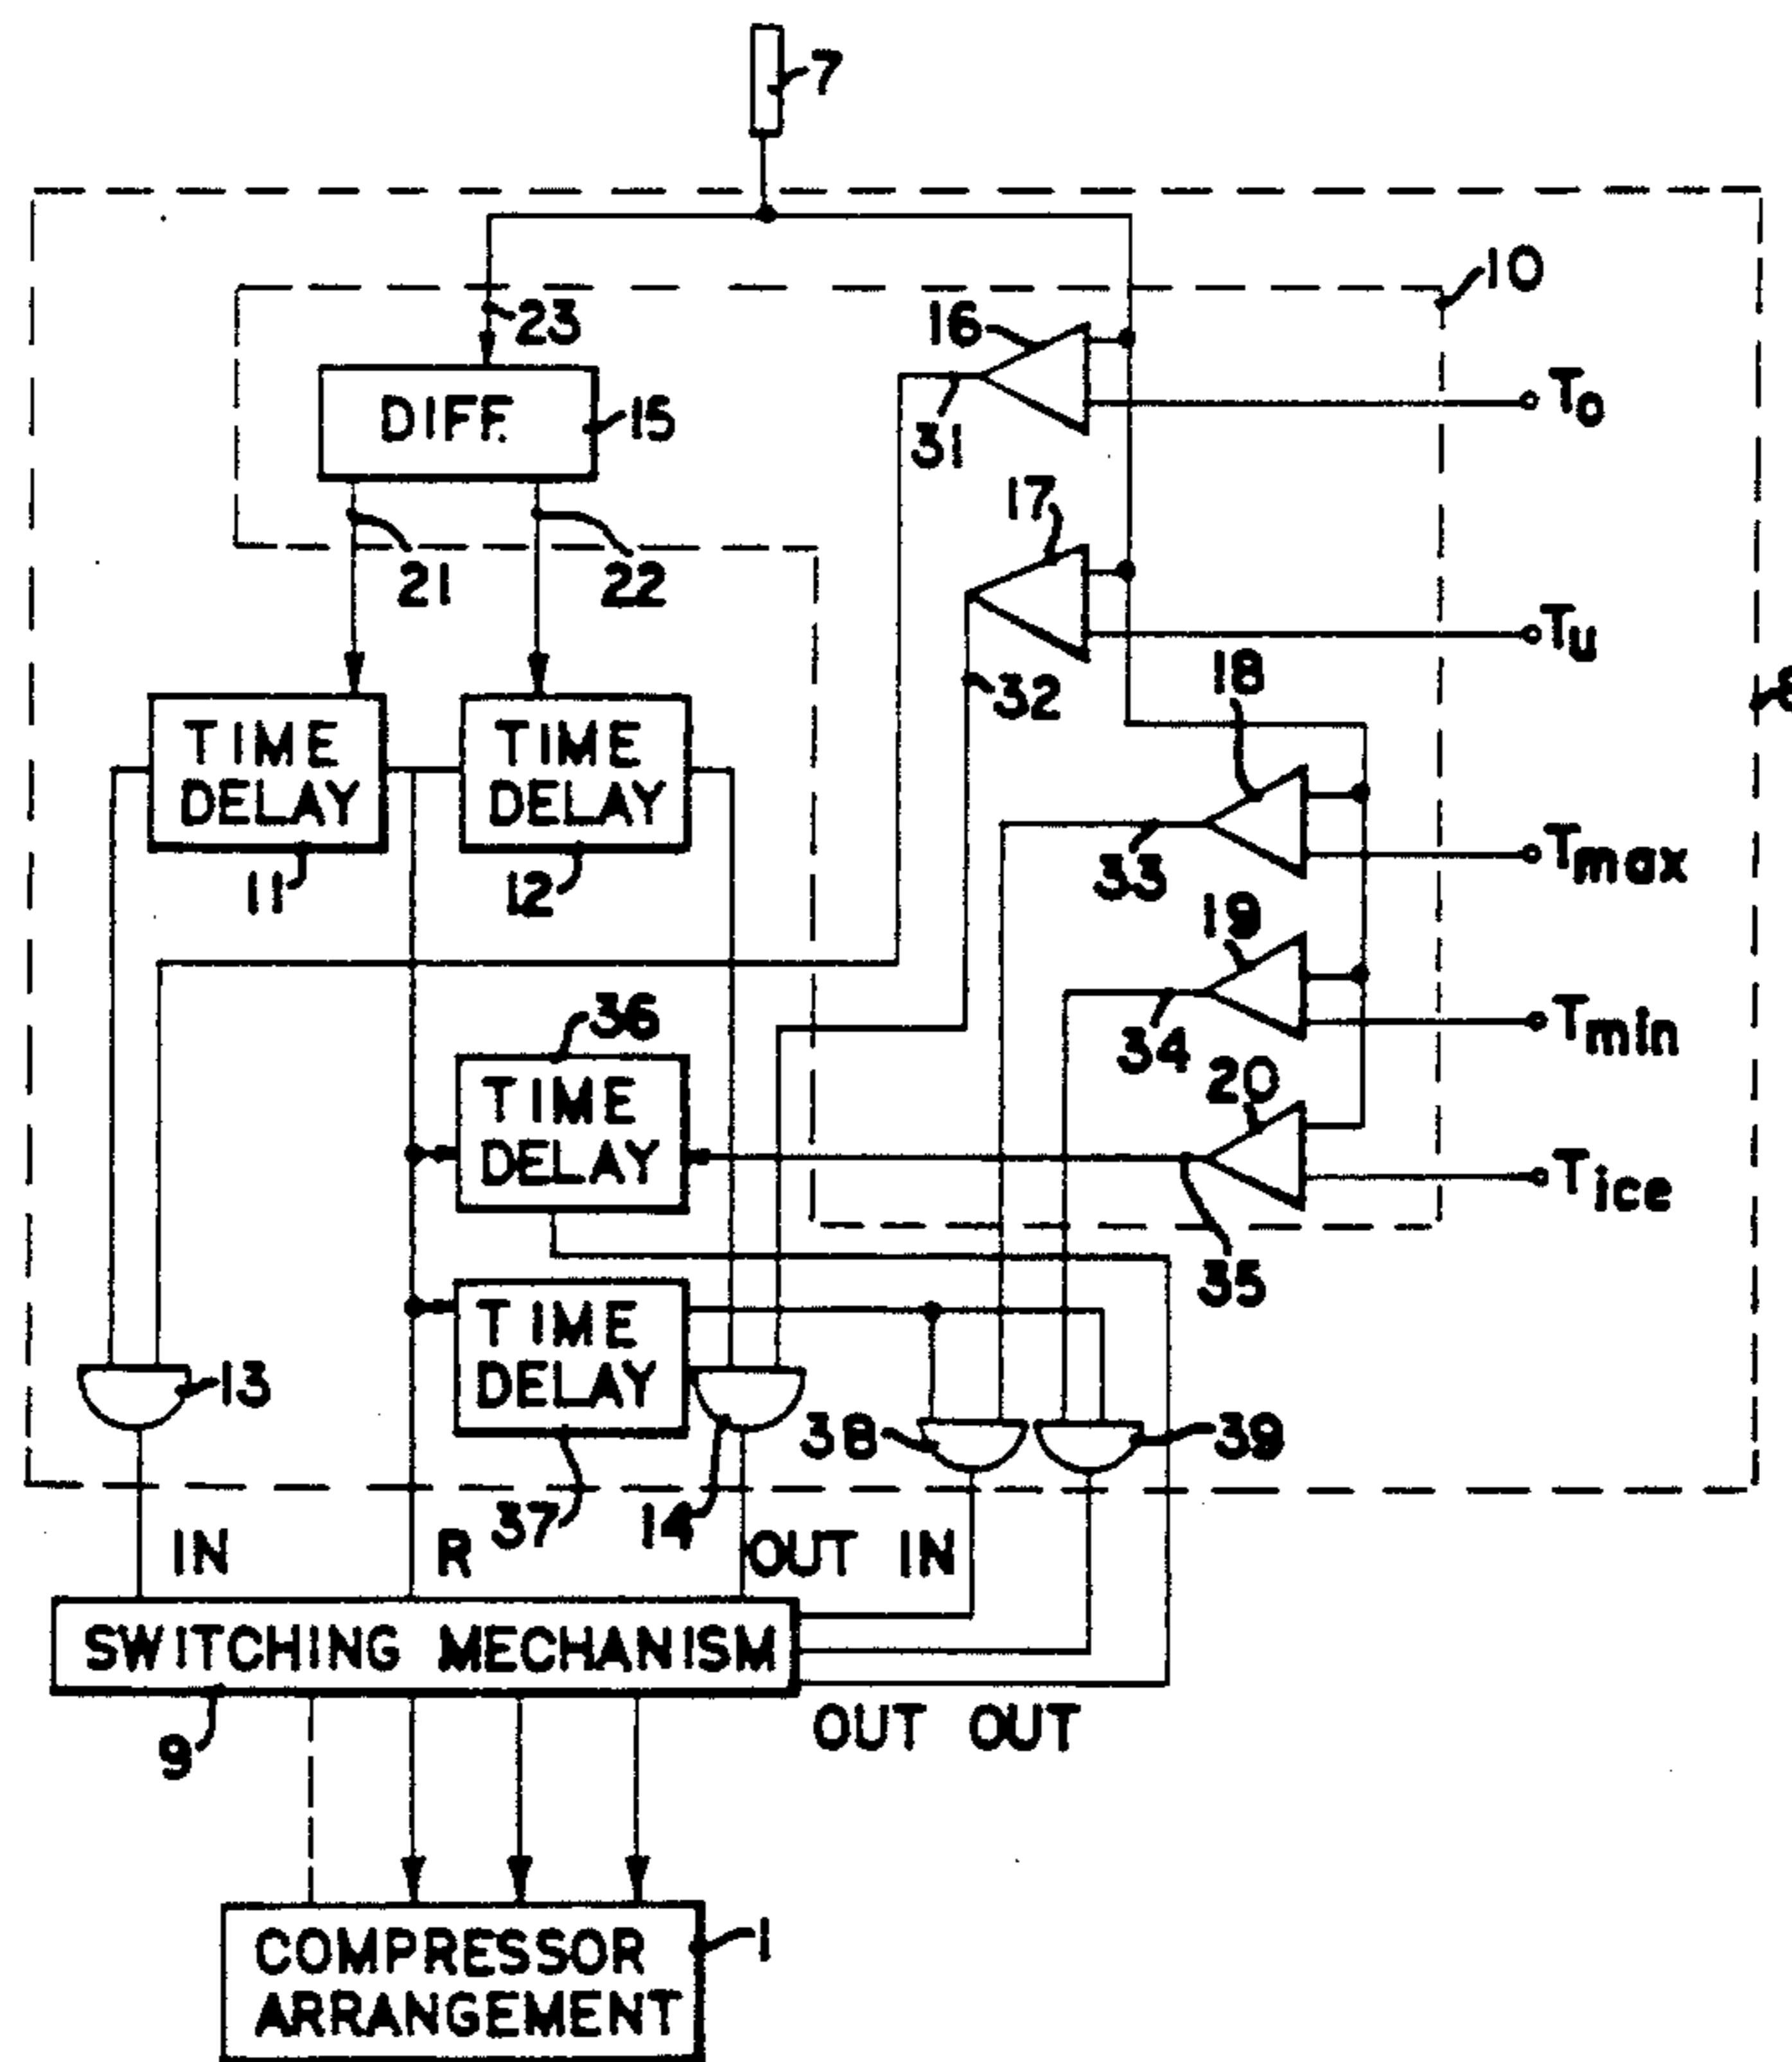 7
10
23
16
DIFF.
15
T₀
31
17
21
22
Tu
18
32
8
TIME
DELAY
TIME
DELAY
33
Tmax
11
12
19
36
34
Tmin
TIME
DELAY
20
Tice
35
TIME
DELAY
13
38
39
37
14
IN
R
OUT
IN
SWITCHING MECHANISM
OUT
OUT
9
COMPRESSOR
ARRANGEMENT
1